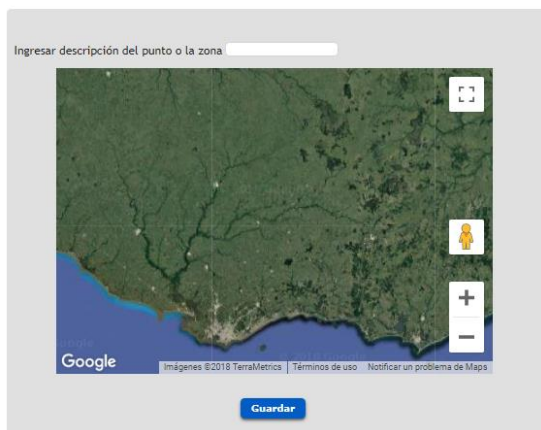 Ingresar descripción del punto o la zona
Google
Imágenes ©2018 TerraMetrics Términos de uso Notificar un problema de Maps
Guardar